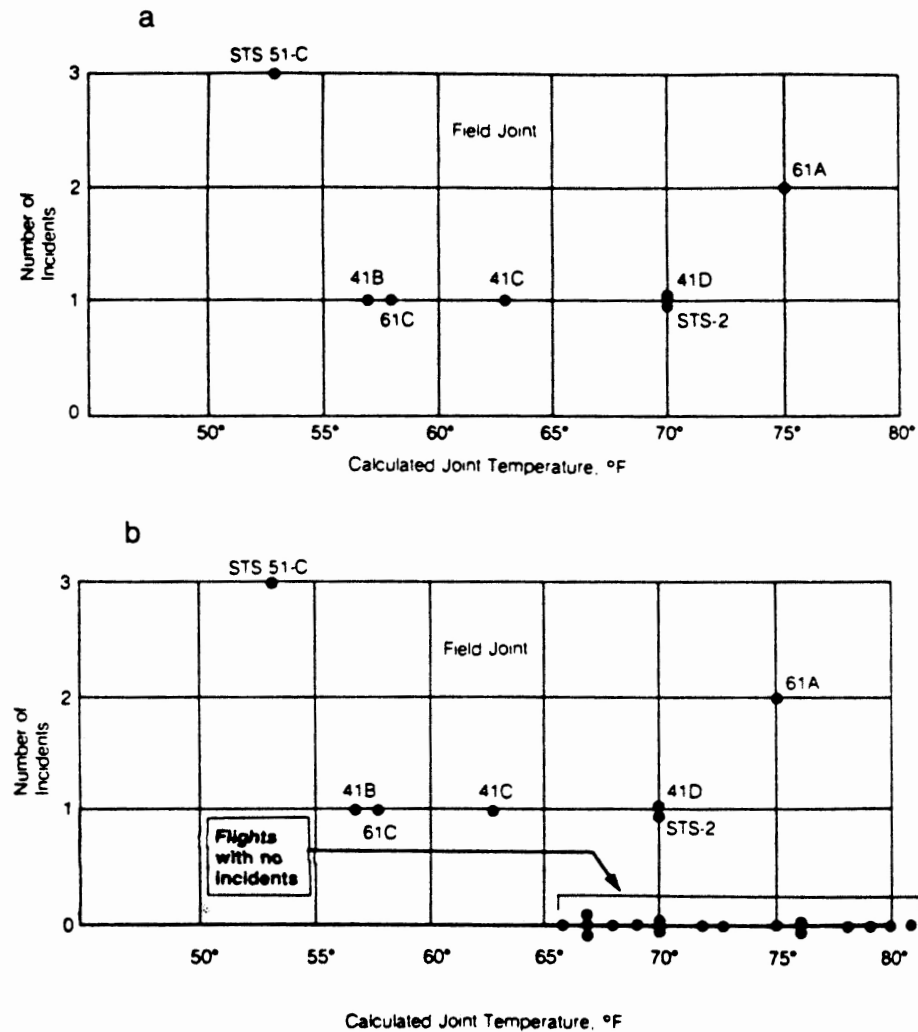 a
STS 51-C
3
Field Joint
61A
2
Number of
Incidents
41B
41C
41D
1
61C
STS-2
0
50° 55° 60° 65° 70° 75° 80°
Calculated Joint Temperature, °F
b
STS 51-C
3
Field Joint
61A
2
Number of
Incidents
41B
41C
41D
1
61C
STS-2
Flights
with no
incidents
0
50° 55° 60° 65° 70° 75° 80°
Calculated Joint Temperature, °F